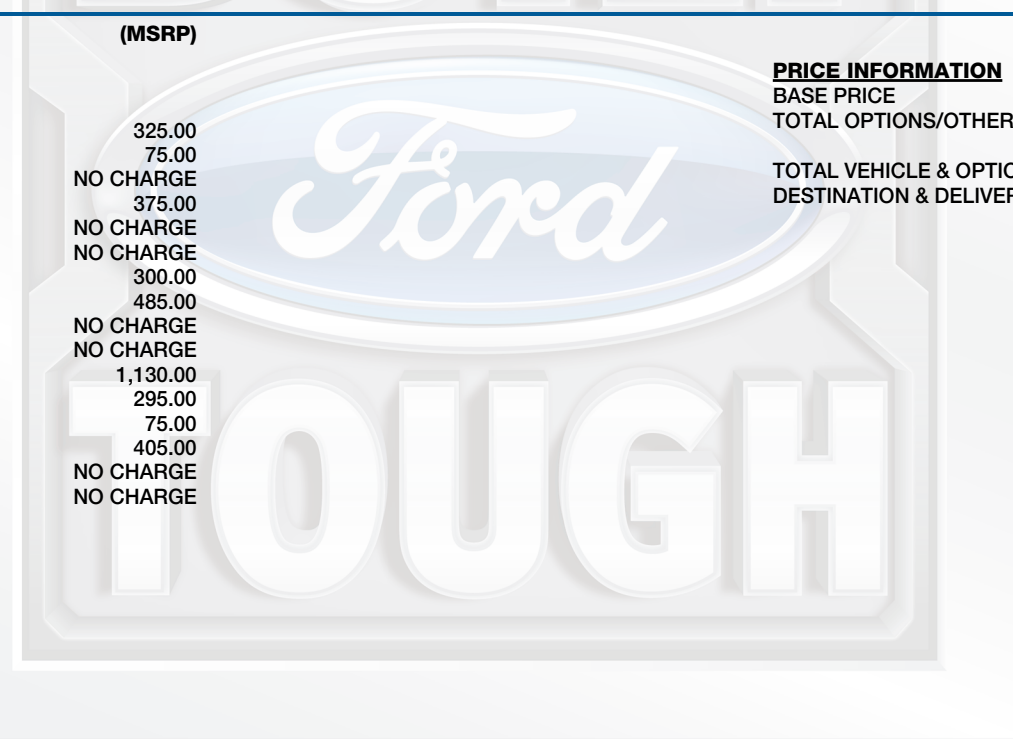 (MSRP)
325.00
75.00
NO CHARGE
375.00
NO CHARGE
NO CHARGE
300.00
485.00
NO CHARGE
NO CHARGE
1,130.00
295.00
75.00
405.00
NO CHARGE
NO CHARGE
PRICE INFORMATION
BASE PRICE
TOTAL OPTIONS/OTHER
TOTAL VEHICLE & OPTIO
DESTINATION & DELIVER
Ford
TOUGH